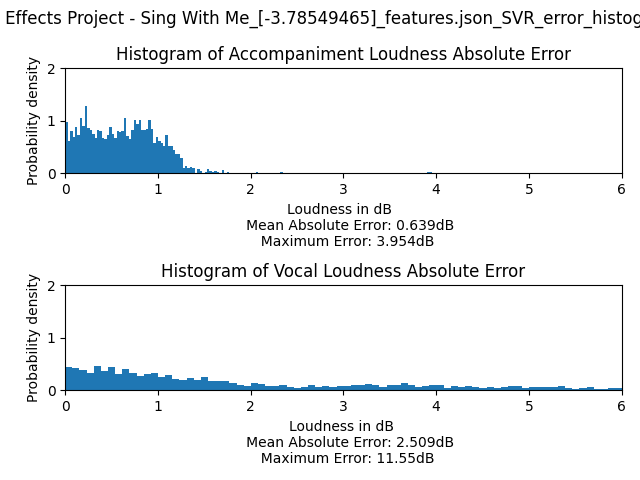 Effects Project - Sing With Me_[-3.78549465]_features.json_SVR_error_histog
Histogram of Accompaniment Loudness Absolute Error
Probability density
2
1
0
0 1 2 3 4 5 6
Loudness in dB
Mean Absolute Error: 0.639dB
Maximum Error: 3.954dB
Histogram of Vocal Loudness Absolute Error
Probability density
2
1
0
0 1 2 3 4 5 6
Loudness in dB
Mean Absolute Error: 2.509dB
Maximum Error: 11.55dB